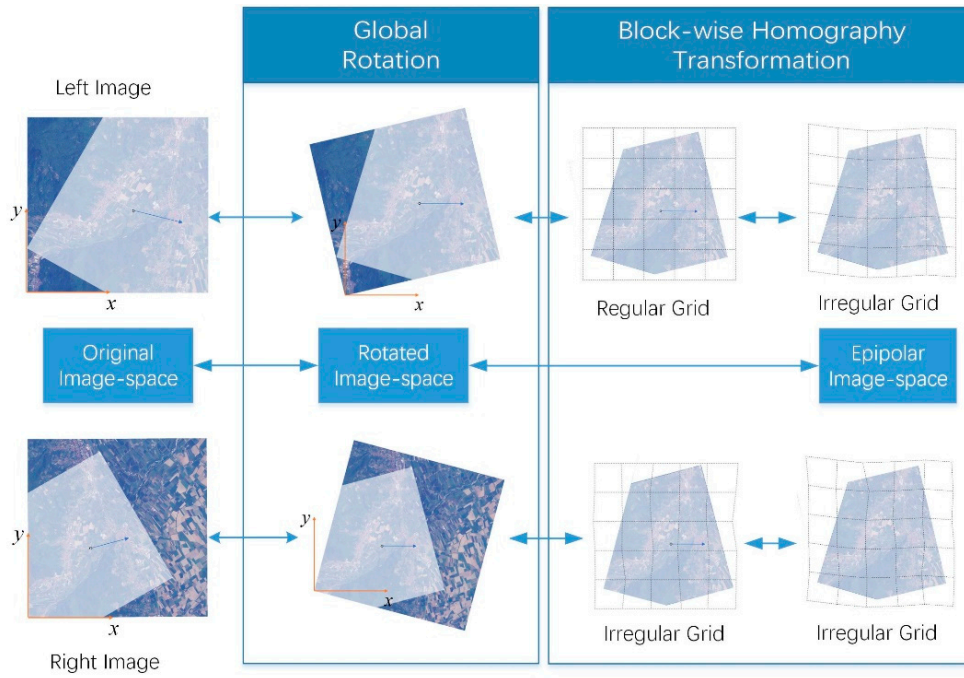 Global
Rotation
Block-wise Homography
Transformation
Left Image
y
x
y
x
Regular Grid
Irregular Grid
Original
Image-space
Rotated
Image-space
Epipolar
Image-space
y
x
y
x
Irregular Grid
Irregular Grid
Right Image